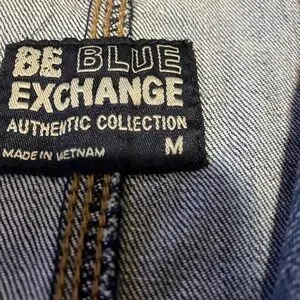 BE BLUE
EXCHANGE
AUTHENTIC COLLECTION
MADE IN VIETNAM M